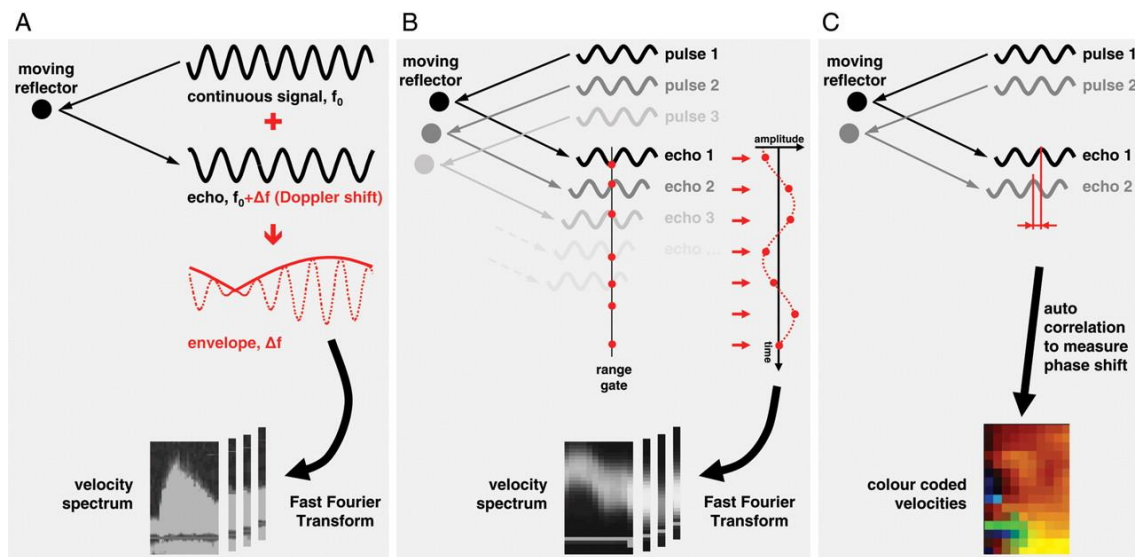 A
moving
reflector
continuous signal, f₀
+
echo, f₀+Δf (Doppler shift)
envelope, Δf
velocity
spectrum
Fast Fourier
Transform
B
moving
reflector
pulse 1
pulse 2
pulse 3
amplitude
echo 1
echo 2
echo 3
echo ...
time
range
gate
velocity
spectrum
Fast Fourier
Transform
C
moving
reflector
pulse 1
pulse 2
echo 1
echo 2
auto
correlation
to measure
phase shift
colour coded
velocities